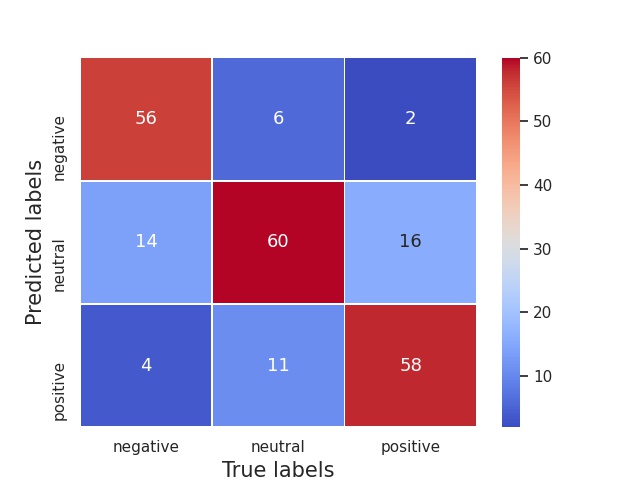 Predicted labels
negative
neutral
positive
56 6 2
14 60 16
4 11 58
negative neutral positive
True labels
60
50
40
30
20
10